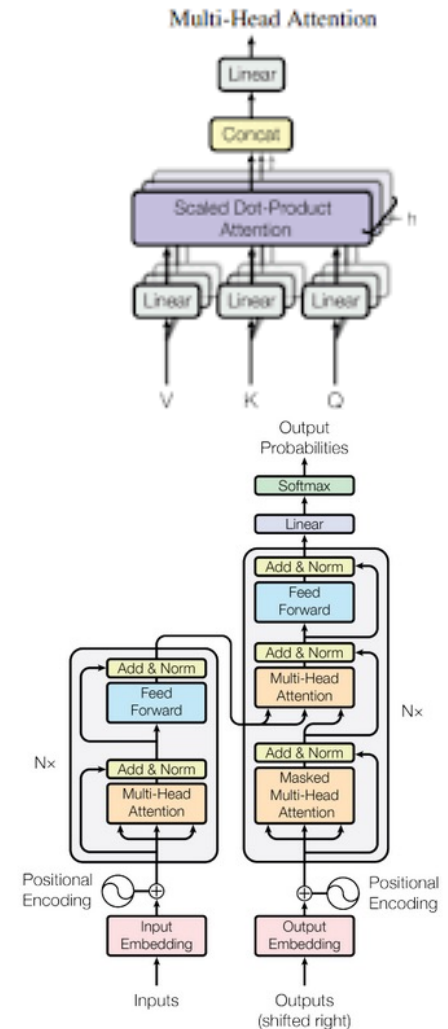 Multi-Head Attention
Linear
Concat
Scaled Dot-Product
Attention
h
Linear
Linear
Linear
V
K
Q
Output
Probabilities
Softmax
Linear
Add & Norm
Feed
Forward
Add & Norm
Multi-Head
Attention
Add & Norm
Masked
Multi-Head
Attention
N×
Add & Norm
Feed
Forward
Add & Norm
Multi-Head
Attention
N×
Positional
Encoding
Positional
Encoding
Input
Embedding
Output
Embedding
Inputs
Outputs
(shifted right)